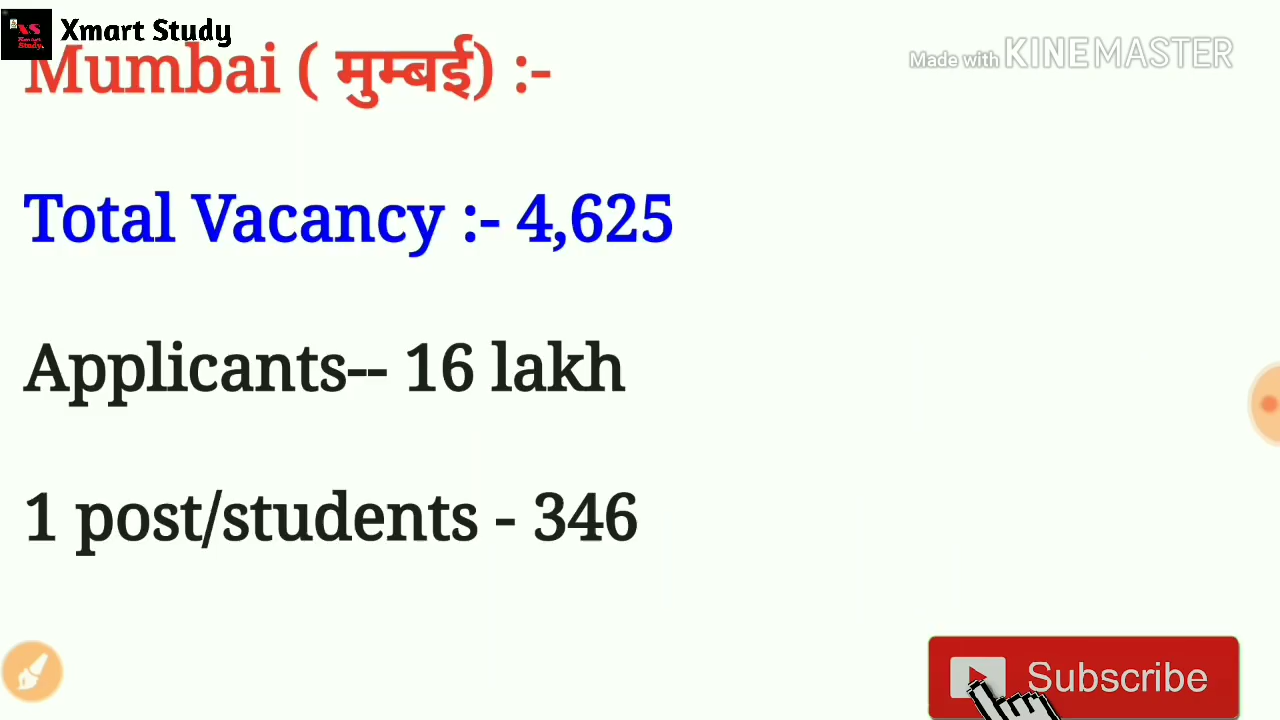 Xmart Study
Made with KINEMASTER
Mumbai ( मुम्बई) :-
Total Vacancy :- 4,625
Applicants-- 16 lakh
1 post/students - 346
Subscribe